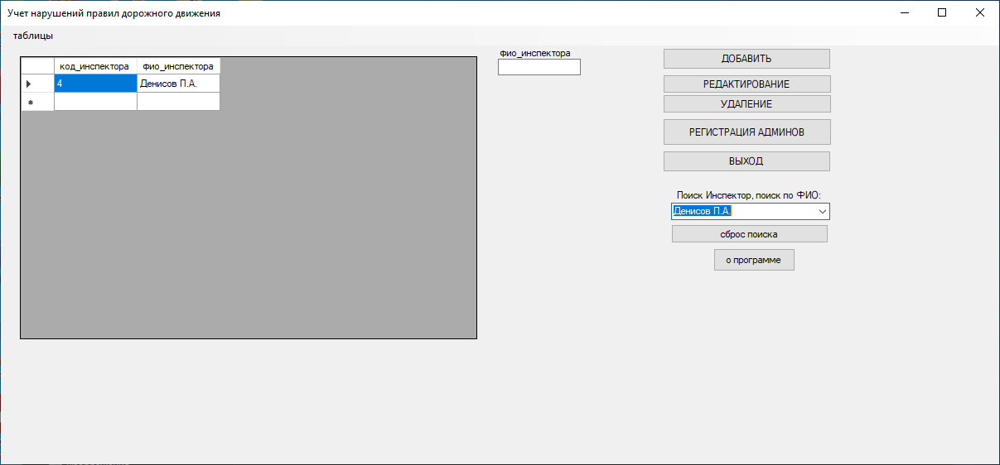 Учет нарушений правил дорожного движения
таблицы
код_инспектора фио_инспектора
4 Денисов П.А.
фио_инспектора
ДОБАВИТЬ
РЕДАКТИРОВАНИЕ
УДАЛЕНИЕ
РЕГИСТРАЦИЯ АДМИНОВ
ВЫХОД
Поиск Инспектор, поиск по ФИО:
Денисов П.А.
сброс поиска
о программе